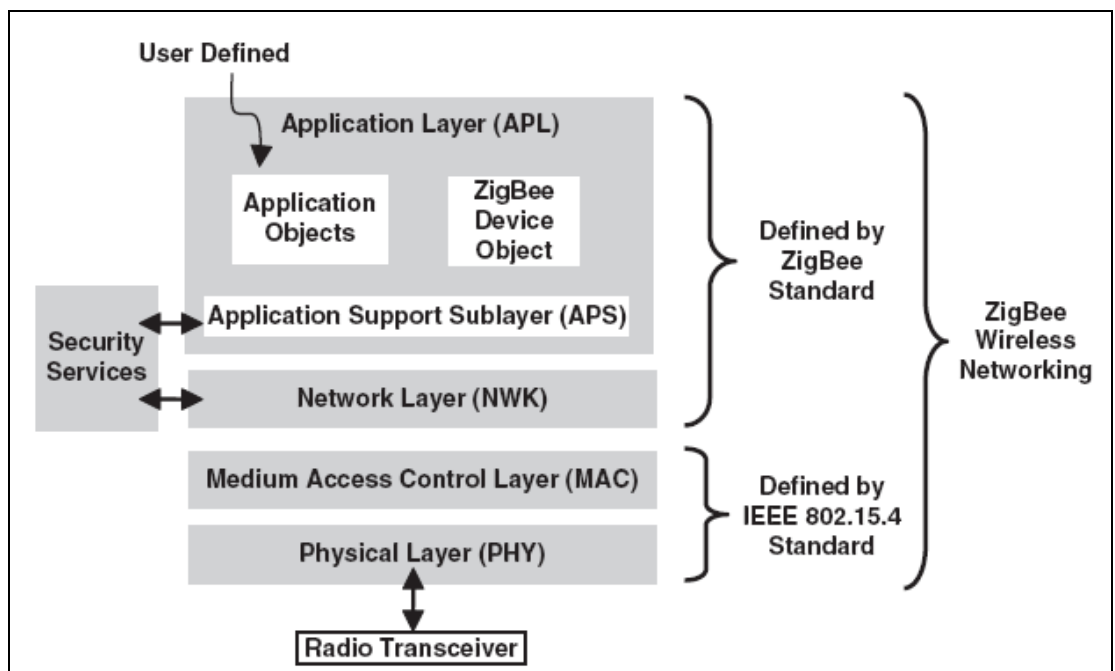 User Defined
Application Layer (APL)
Application
Objects
ZigBee
Device
Object
Application Support Sublayer (APS)
Security
Services
Network Layer (NWK)
Medium Access Control Layer (MAC)
Physical Layer (PHY)
Radio Transceiver
Defined by
ZigBee
Standard
Defined by
IEEE 802.15.4
Standard
ZigBee
Wireless
Networking